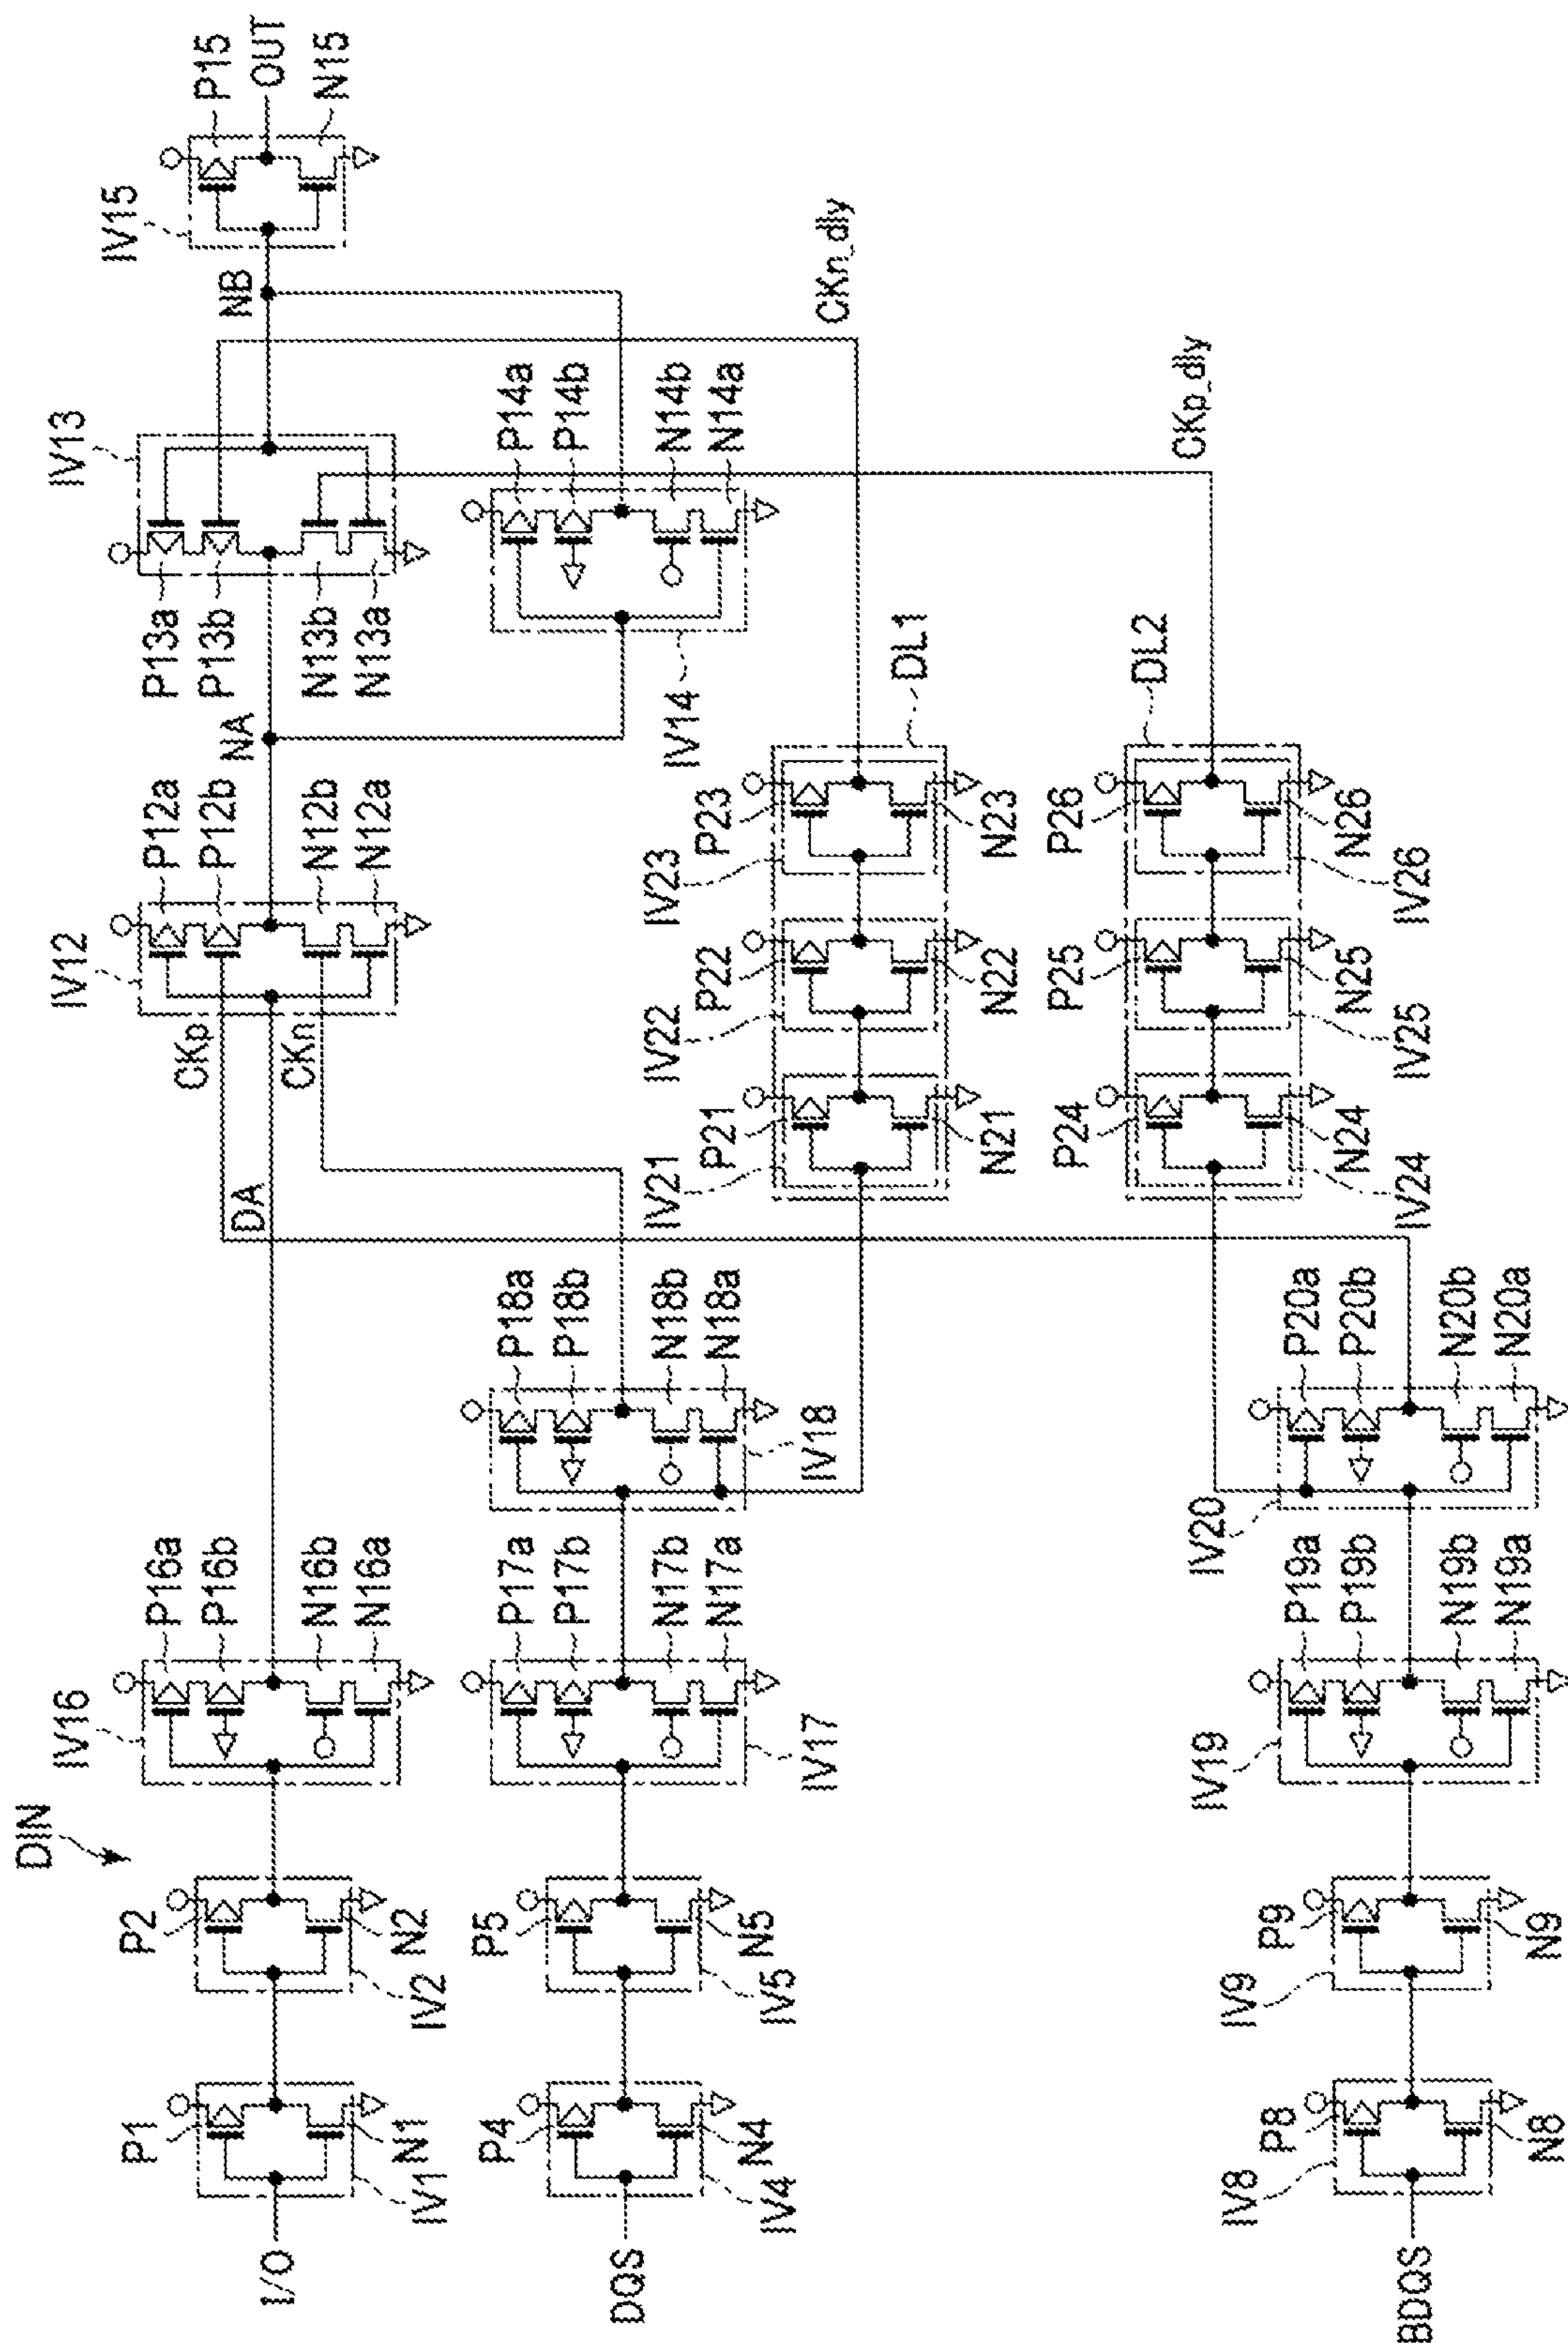 DIN
I/O
P1
N1
IV1
P2
N2
IV2
IV16
P16a
P16b
N16b
N16a
DA
CKp
CKn
IV12
P12a
P12b
N12b
N12a
NA
P13a
P13b
N13b
N13a
IV13
NB
IV15
P15
OUT
N15
DQS
P4
N4
IV4
P5
N5
IV5
P17a
P17b
N17b
N17a
IV17
P18a
P18b
N18b
N18a
IV18
IV14
P14a
P14b
N14b
N14a
CKn_dly
IV21
P21
N21
IV22
P22
N22
IV23
P23
N23
DL1
CKp_dly
P24
N24
IV24
P25
N25
IV25
P26
N26
IV26
DL2
BDQS
IV8
P8
N8
IV9
P9
N9
IV19
P19a
P19b
N19b
N19a
IV20
P20a
P20b
N20b
N20a